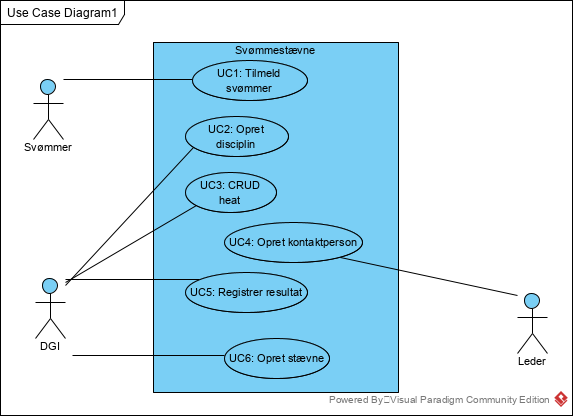 Use Case Diagram1
Svømmestævne
UC1: Tilmeld
svømmer
Svømmer
UC2: Opret
disciplin
UC3: CRUD
heat
UC4: Opret kontaktperson
UC5: Registrer resultat
DGI
Leder
UC6: Opret stævne
Powered By Visual Paradigm Community Edition